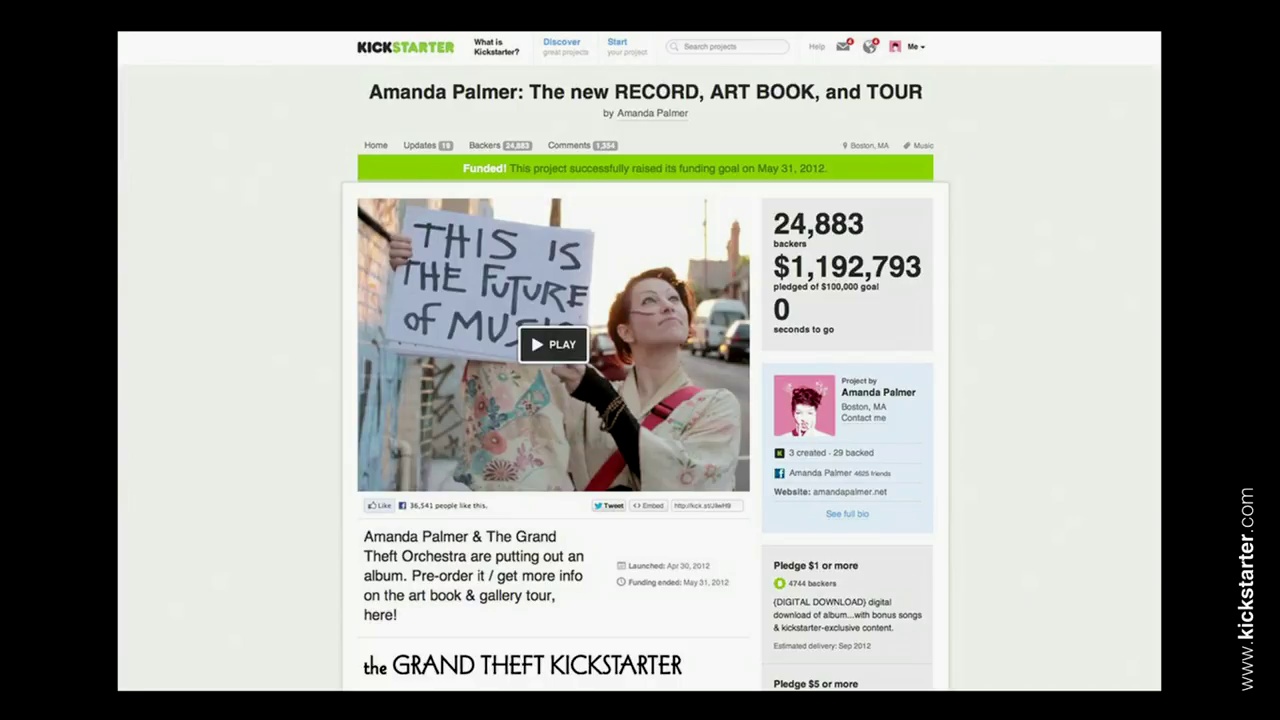 KICKSTARTER
What is
Kickstarter?
Discover
great projects
Start
your project
Search projects
Help
Me
Amanda Palmer: The new RECORD, ART BOOK, and TOUR
by Amanda Palmer
Home Updates 19 Backers 24,883 Comments 1,354
Boston, MA Music
Funded! This project successfully raised its funding goal on May 31, 2012.
THIS IS
THE FUTURE
of MUSIC
PLAY
24,883
backers
$1,192,793
pledged of $100,000 goal
0
seconds to go
Project by
Amanda Palmer
Boston, MA
Contact me
3 created · 29 backed
Amanda Palmer 4625 friends
Website: amandapalmer.net
See full bio
Like 36,541 people like this.
Tweet
<> Embed
Amanda Palmer & The Grand
Theft Orchestra are putting out an
album. Pre-order it / get more info
on the art book & gallery tour,
here!
Launched: Apr 30, 2012
Funding ended: May 31, 2012
Pledge $1 or more
4744 backers
{DIGITAL DOWNLOAD} digital
download of album...with bonus songs
& kickstarter-exclusive content.
Estimated delivery: Sep 2012
Pledge $5 or more
the GRAND THEFT KICKSTARTER
www.kickstarter.com